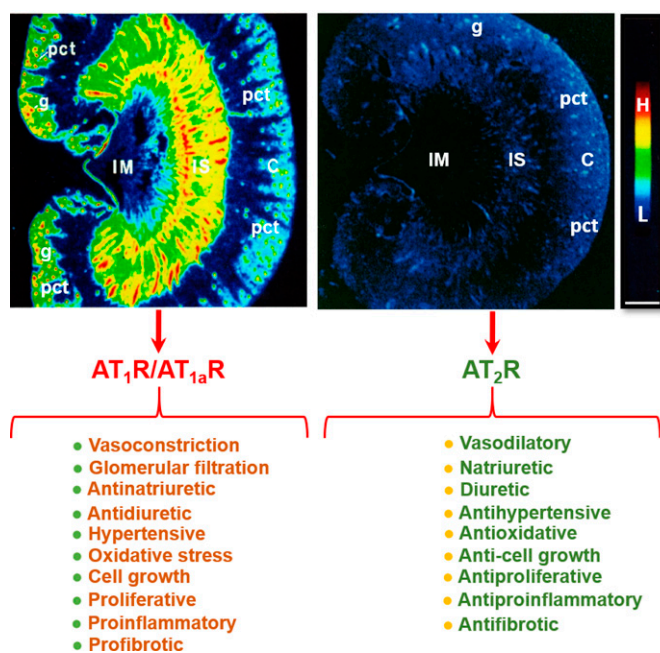 pct
g
IM
IS
pct
C
pct
g
pct
g
pct
IM
IS
C
pct
H
L
AT₁R/AT₁ₐR
AT₂R
Vasoconstriction
Glomerular filtration
Antinatriuretic
Antidiuretic
Hypertensive
Oxidative stress
Cell growth
Proliferative
Proinflammatory
Profibrotic
Vasodilatory
Natriuretic
Diuretic
Antihypertensive
Antioxidative
Anti-cell growth
Antiproliferative
Antiproinflammatory
Antifibrotic